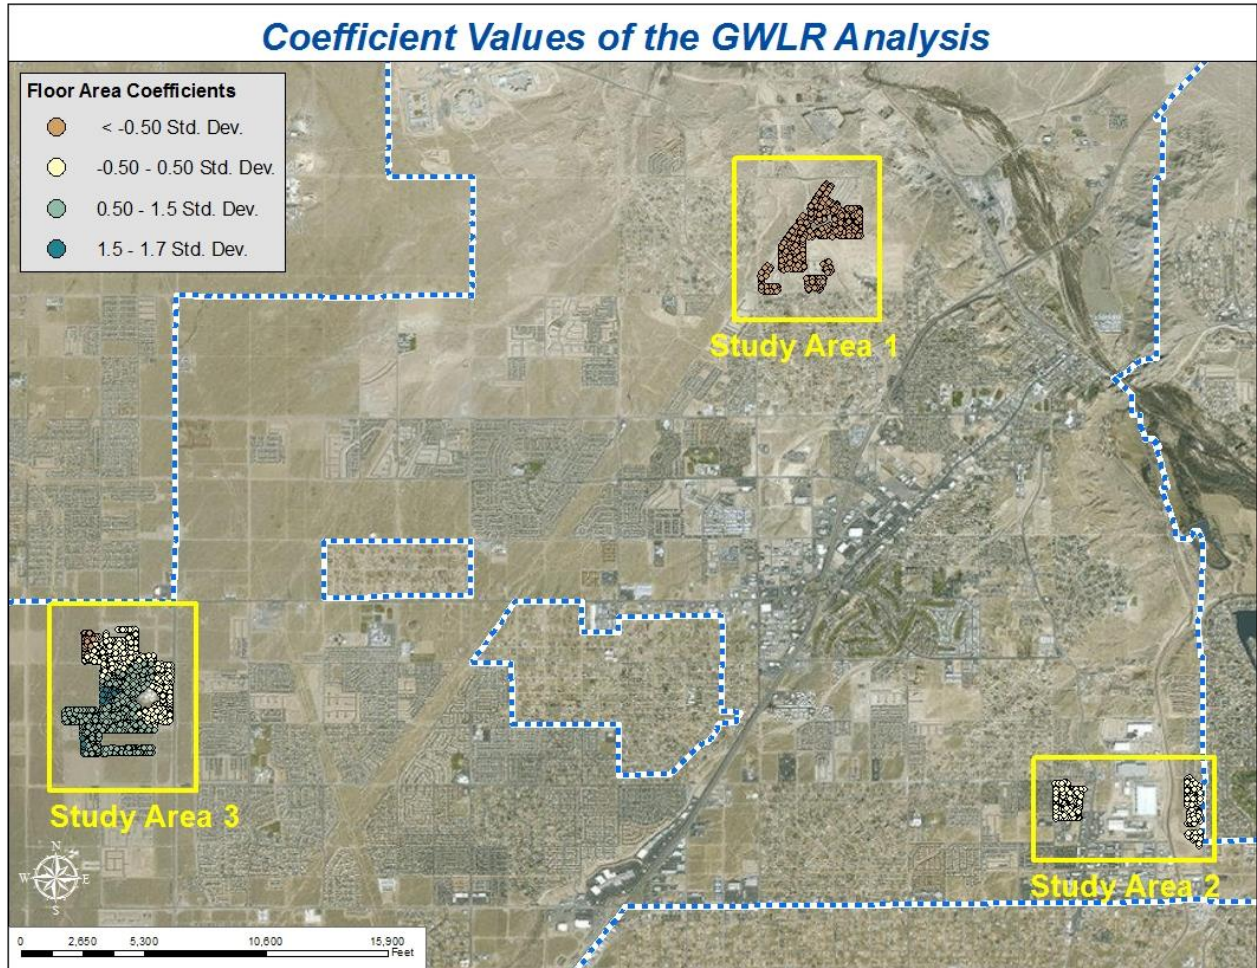 Coefficient Values of the GWLR Analysis
Floor Area Coefficients
< -0.50 Std. Dev.
-0.50 - 0.50 Std. Dev.
0.50 - 1.5 Std. Dev.
1.5 - 1.7 Std. Dev.
Study Area 1
Study Area 3
Study Area 2
N
W E
S
0 2,650 5,300 10,600 15,900
Feet